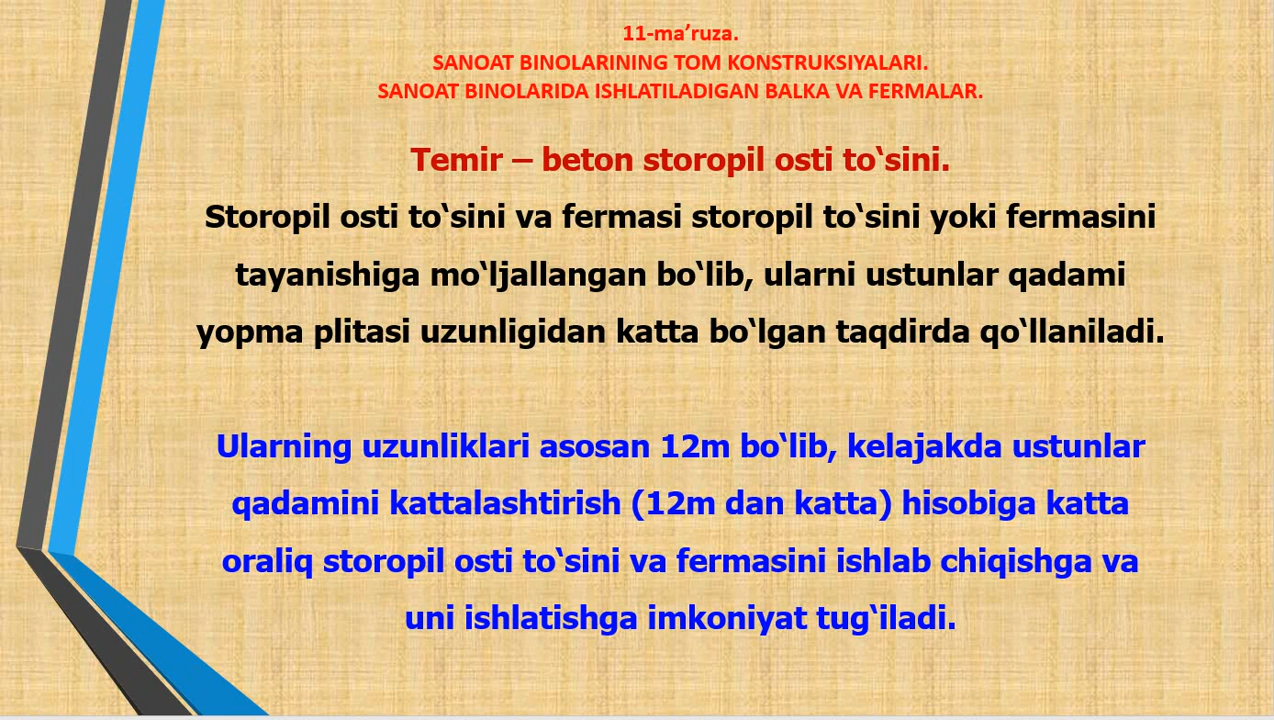 11-ma’ruza.
SANOAT BINOLARINING TOM KONSTRUKSIYALARI.
SANOAT BINOLARIDA ISHLATILADIGAN BALKA VA FERMALAR.
Temir – beton storopil osti to‘sini.
Storopil osti to‘sini va fermasi storopil to‘sini yoki fermasini
tayanishiga mo‘ljallangan bo‘lib, ularni ustunlar qadami
yopma plitasi uzunligidan katta bo‘lgan taqdirda qo‘llaniladi.
Ularning uzunliklari asosan 12m bo‘lib, kelajakda ustunlar
qadamini kattalashtirish (12m dan katta) hisobiga katta
oraliq storopil osti to‘sini va fermasini ishlab chiqishga va
uni ishlatishga imkoniyat tug‘iladi.